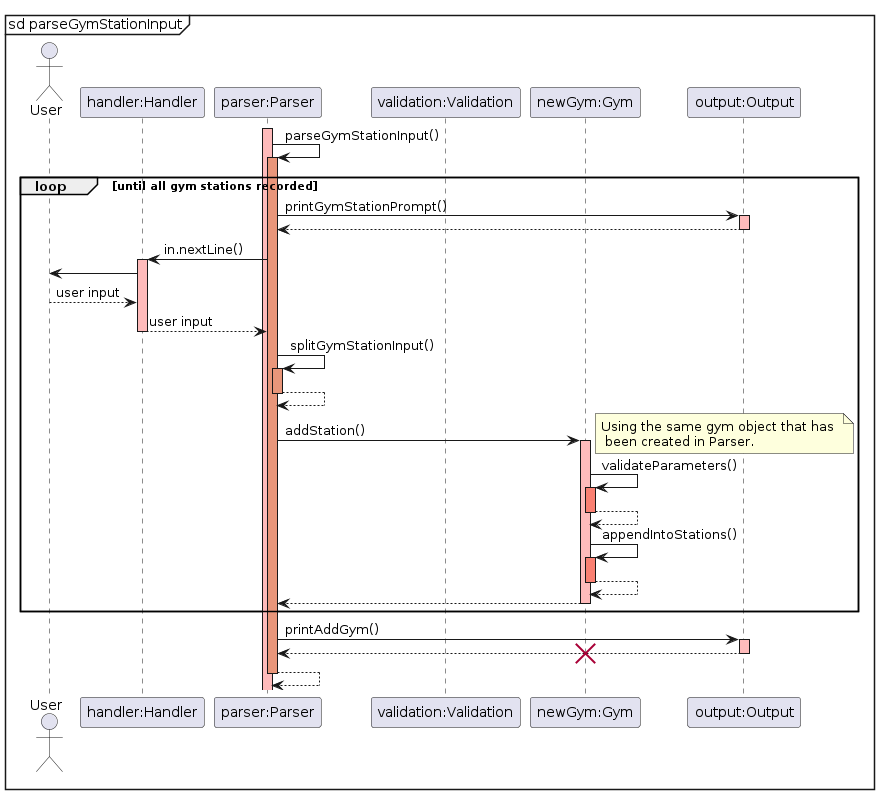 sd parseGymStationInput
User
handler:Handler
parser:Parser
validation:Validation
newGym:Gym
output:Output
parseGymStationInput()
loop
[until all gym stations recorded]
printGymStationPrompt()
in.nextLine()
user input
user input
splitGymStationInput()
addStation()
Using the same gym object that has
been created in Parser.
validateParameters()
appendIntoStations()
printAddGym()
User
handler:Handler
parser:Parser
validation:Validation
newGym:Gym
output:Output